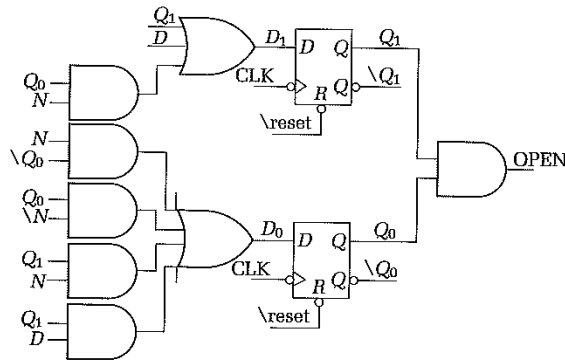 Q₁
D
D₁
D
Q
Q₁
Q₀
N
CLK
R
Q
\Q₁
\reset
N
\Q₀
OPEN
Q₀
\N
D₀
D
Q
Q₀
Q₁
N
CLK
R
Q
\Q₀
\reset
Q₁
D